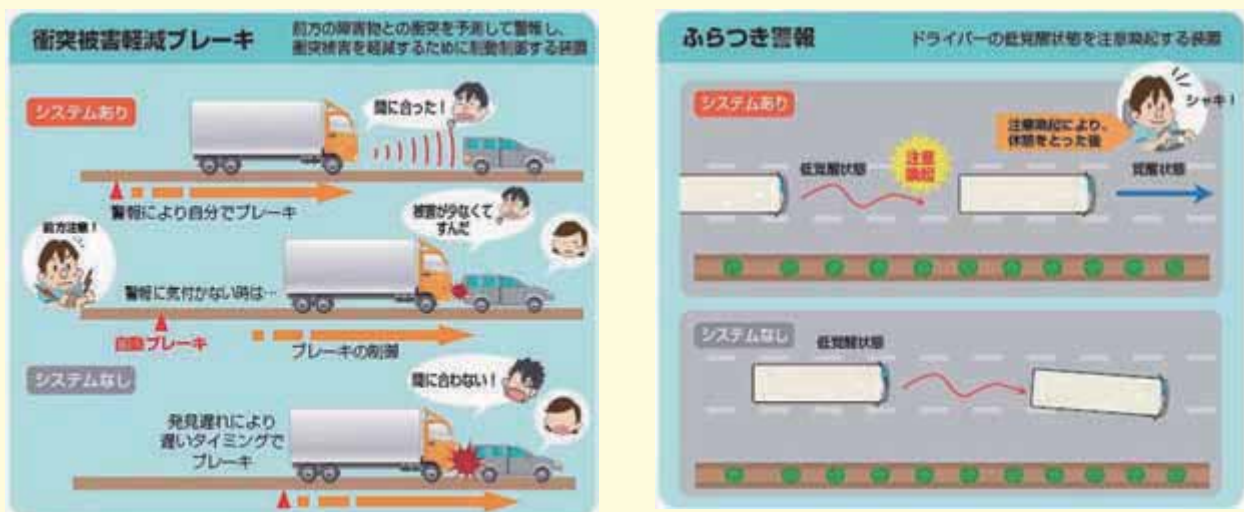 衝突被害軽減ブレーキ
前方の障害物との衝突を予測して警報し、
衝突被害を軽減するために制動制御する装置
システムあり
間に合った！
警報により自分でブレーキ
前方注意！
被害が少なくて
すんだ
警報に気付かない時は…
自動ブレーキ
ブレーキの制御
システムなし
間に合わない！
発見遅れにより
遅いタイミングで
ブレーキ
ふらつき警報
ドライバーの低覚醒状態を注意喚起する装置
システムあり
シャキ！
注意喚起により、
休憩をとった後
低覚醒状態
注意
喚起
覚醒状態
システムなし
低覚醒状態